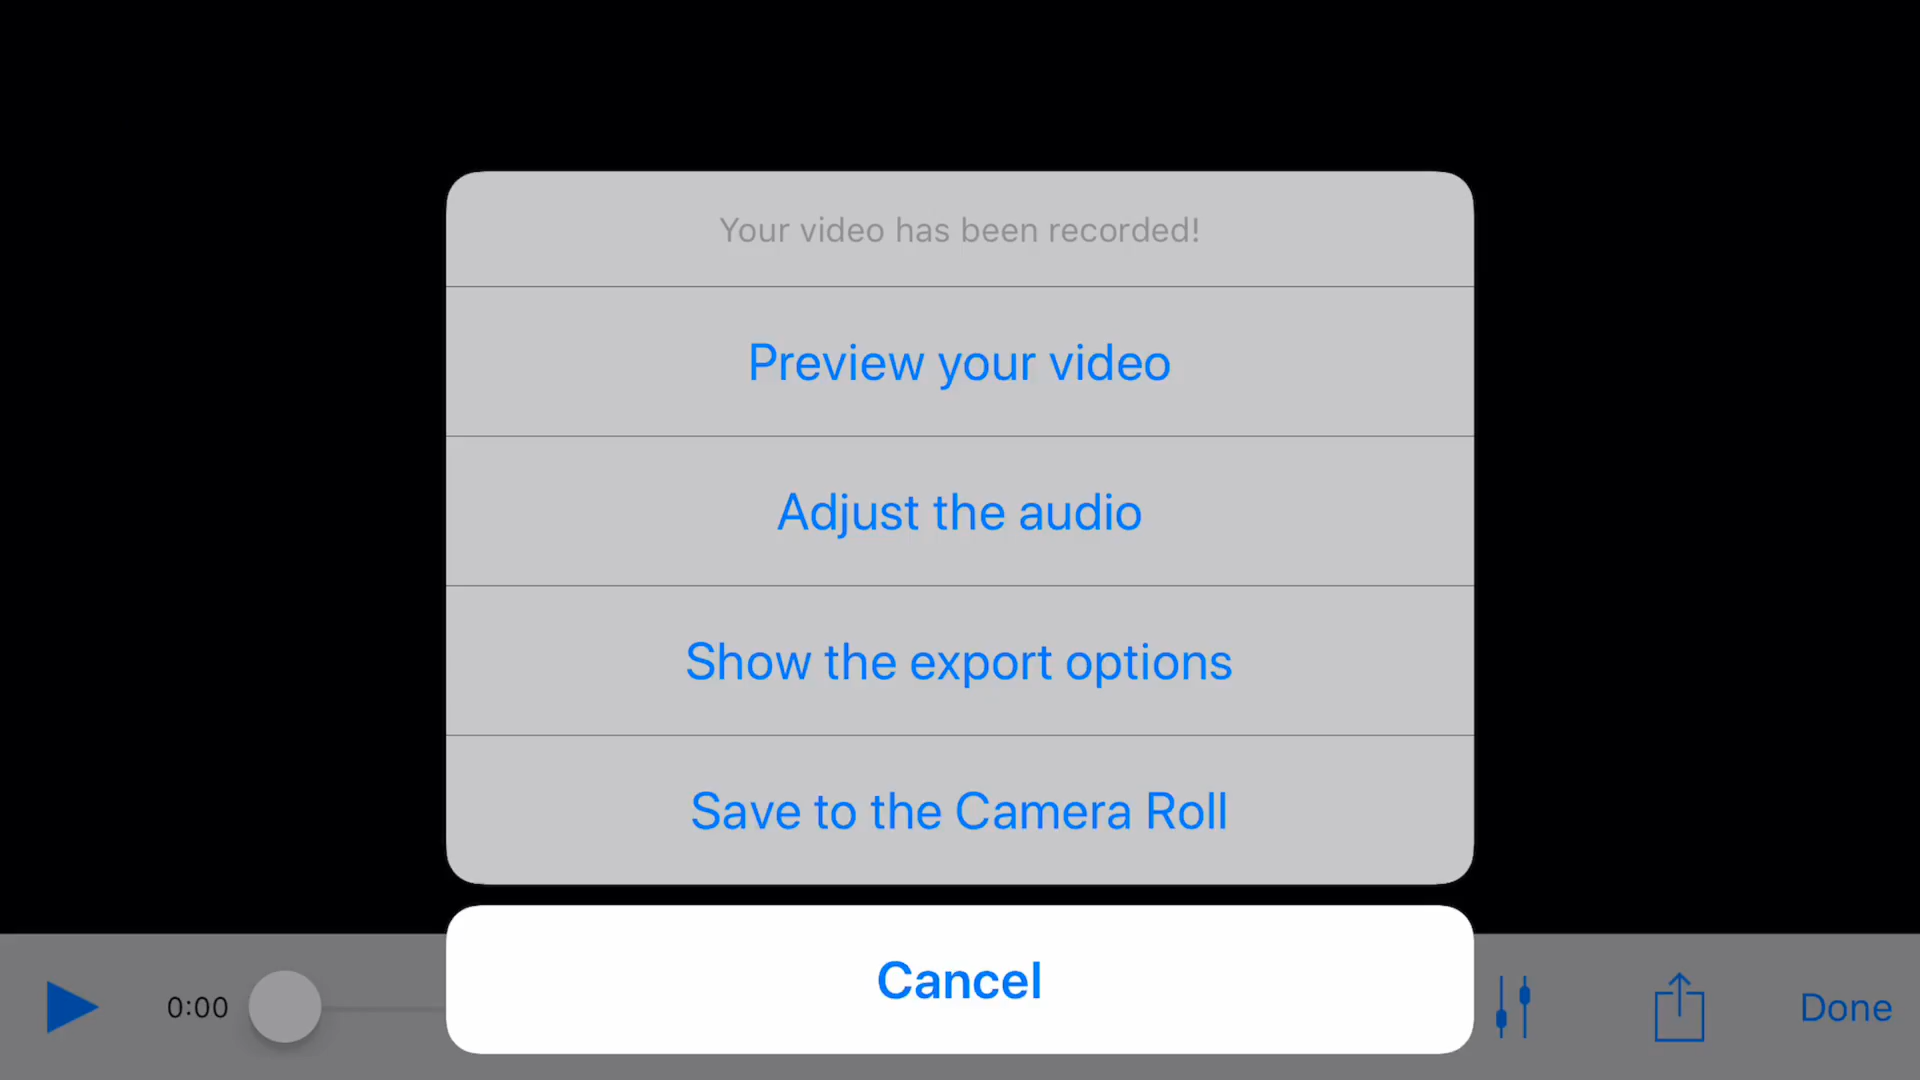 Your video has been recorded!
Preview your video
Adjust the audio
Show the export options
Save to the Camera Roll
Cancel
0:00
Done